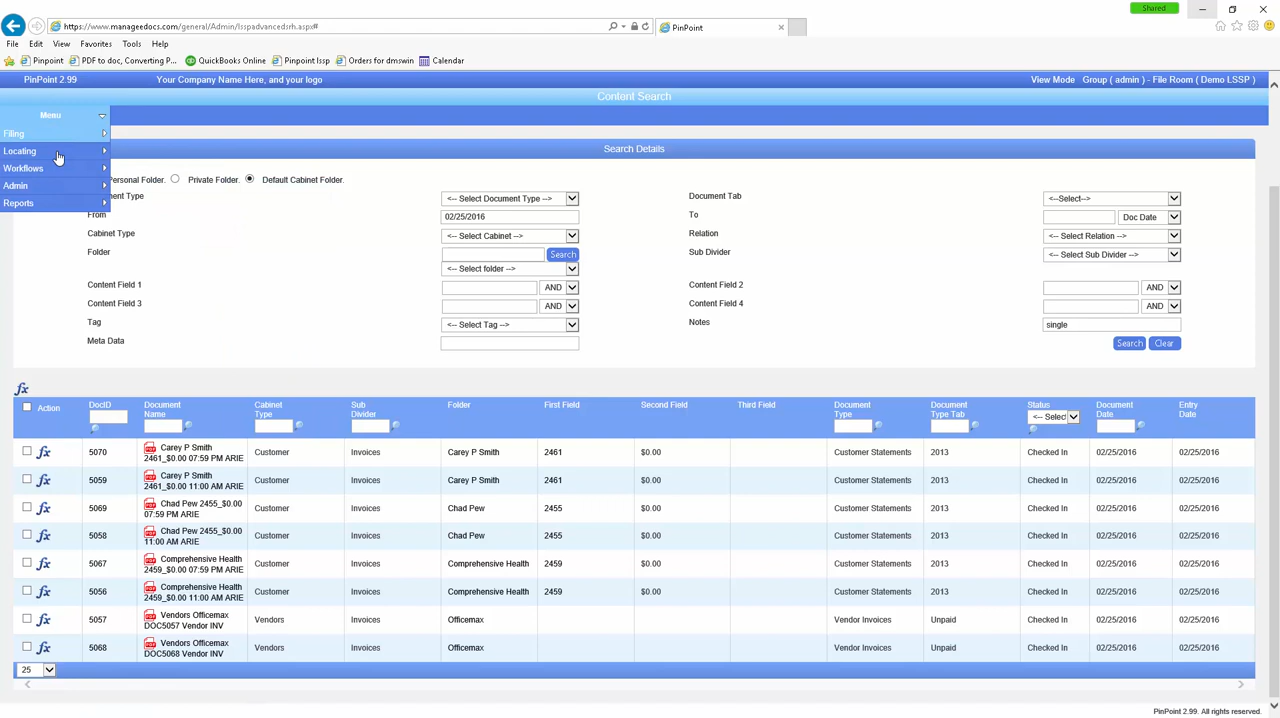 Shared
https://www.manageedocs.com/general/Admin/lsspadvancedsrh.aspx#
PinPoint
File Edit View Favorites Tools Help
Pinpoint PDF to doc, Converting P... QuickBooks Online Pinpoint lssp Orders for dmswin Calendar
PinPoint 2.99 Your Company Name Here, and your logo View Mode Group ( admin ) - File Room ( Demo LSSP )
Content Search
Menu
Filing
Locating
Workflows
Admin
Reports
Search Details
Personal Folder. Private Folder. Default Cabinet Folder.
ment Type <-- Select Document Type --> Document Tab <--Select-->
From 02/25/2016 To Doc Date
Cabinet Type <-- Select Cabinet --> Relation <-- Select Relation -->
Folder Search Sub Divider <-- Select Sub Divider -->
<-- Select folder -->
Content Field 1 AND Content Field 2 AND
Content Field 3 AND Content Field 4 AND
Tag <-- Select Tag --> Notes single
Meta Data Search Clear
fx
Action DocID Document Name Cabinet Type Sub Divider Folder First Field Second Field Third Field Document Type Document Type Tab Status Document Date Entry Date
<-- Selec
fx 5070 Carey P Smith 2461_$0.00 07:59 PM ARIE Customer Invoices Carey P Smith 2461 $0.00 Customer Statements 2013 Checked In 02/25/2016 02/25/2016
fx 5059 Carey P Smith 2461_$0.00 11:00 AM ARIE Customer Invoices Carey P Smith 2461 $0.00 Customer Statements 2013 Checked In 02/25/2016 02/25/2016
fx 5069 Chad Pew 2455_$0.00 07:59 PM ARIE Customer Invoices Chad Pew 2455 $0.00 Customer Statements 2013 Checked In 02/25/2016 02/25/2016
fx 5058 Chad Pew 2455_$0.00 11:00 AM ARIE Customer Invoices Chad Pew 2455 $0.00 Customer Statements 2013 Checked In 02/25/2016 02/25/2016
fx 5067 Comprehensive Health 2459_$0.00 07:59 PM ARIE Customer Invoices Comprehensive Health 2459 $0.00 Customer Statements 2013 Checked In 02/25/2016 02/25/2016
fx 5056 Comprehensive Health 2459_$0.00 11:00 AM ARIE Customer Invoices Comprehensive Health 2459 $0.00 Customer Statements 2013 Checked In 02/25/2016 02/25/2016
fx 5057 Vendors Officemax DOC5057 Vendor INV Vendors Invoices Officemax Vendor Invoices Unpaid Checked In 02/25/2016 02/25/2016
fx 5068 Vendors Officemax DOC5068 Vendor INV Vendors Invoices Officemax Vendor Invoices Unpaid Checked In 02/25/2016 02/25/2016
25
PinPoint 2.99. All rights reserved.